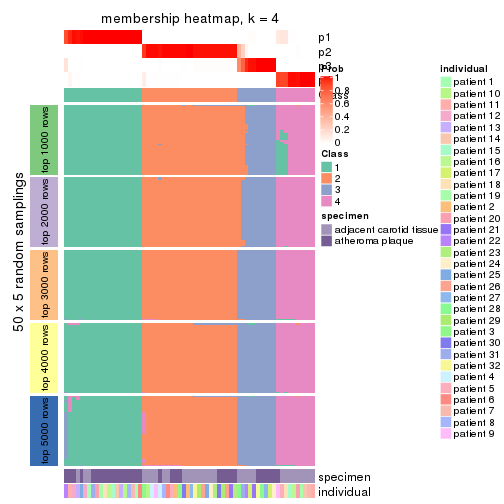 membership heatmap, k = 4
p1
p2
p3
Prob
1
0.8
0.6
0.4
0.2
0
Class
1
2
3
4
specimen
adjacent carotid tissue
atheroma plaque
50 x 5 random samplings
top 1000 rows
top 2000 rows
top 3000 rows
top 4000 rows
top 5000 rows
specimen
individual
individual
patient 1
patient 10
patient 11
patient 12
patient 13
patient 14
patient 15
patient 16
patient 17
patient 18
patient 19
patient 2
patient 20
patient 21
patient 22
patient 23
patient 24
patient 25
patient 26
patient 27
patient 28
patient 29
patient 3
patient 30
patient 31
patient 32
patient 4
patient 5
patient 6
patient 7
patient 8
patient 9